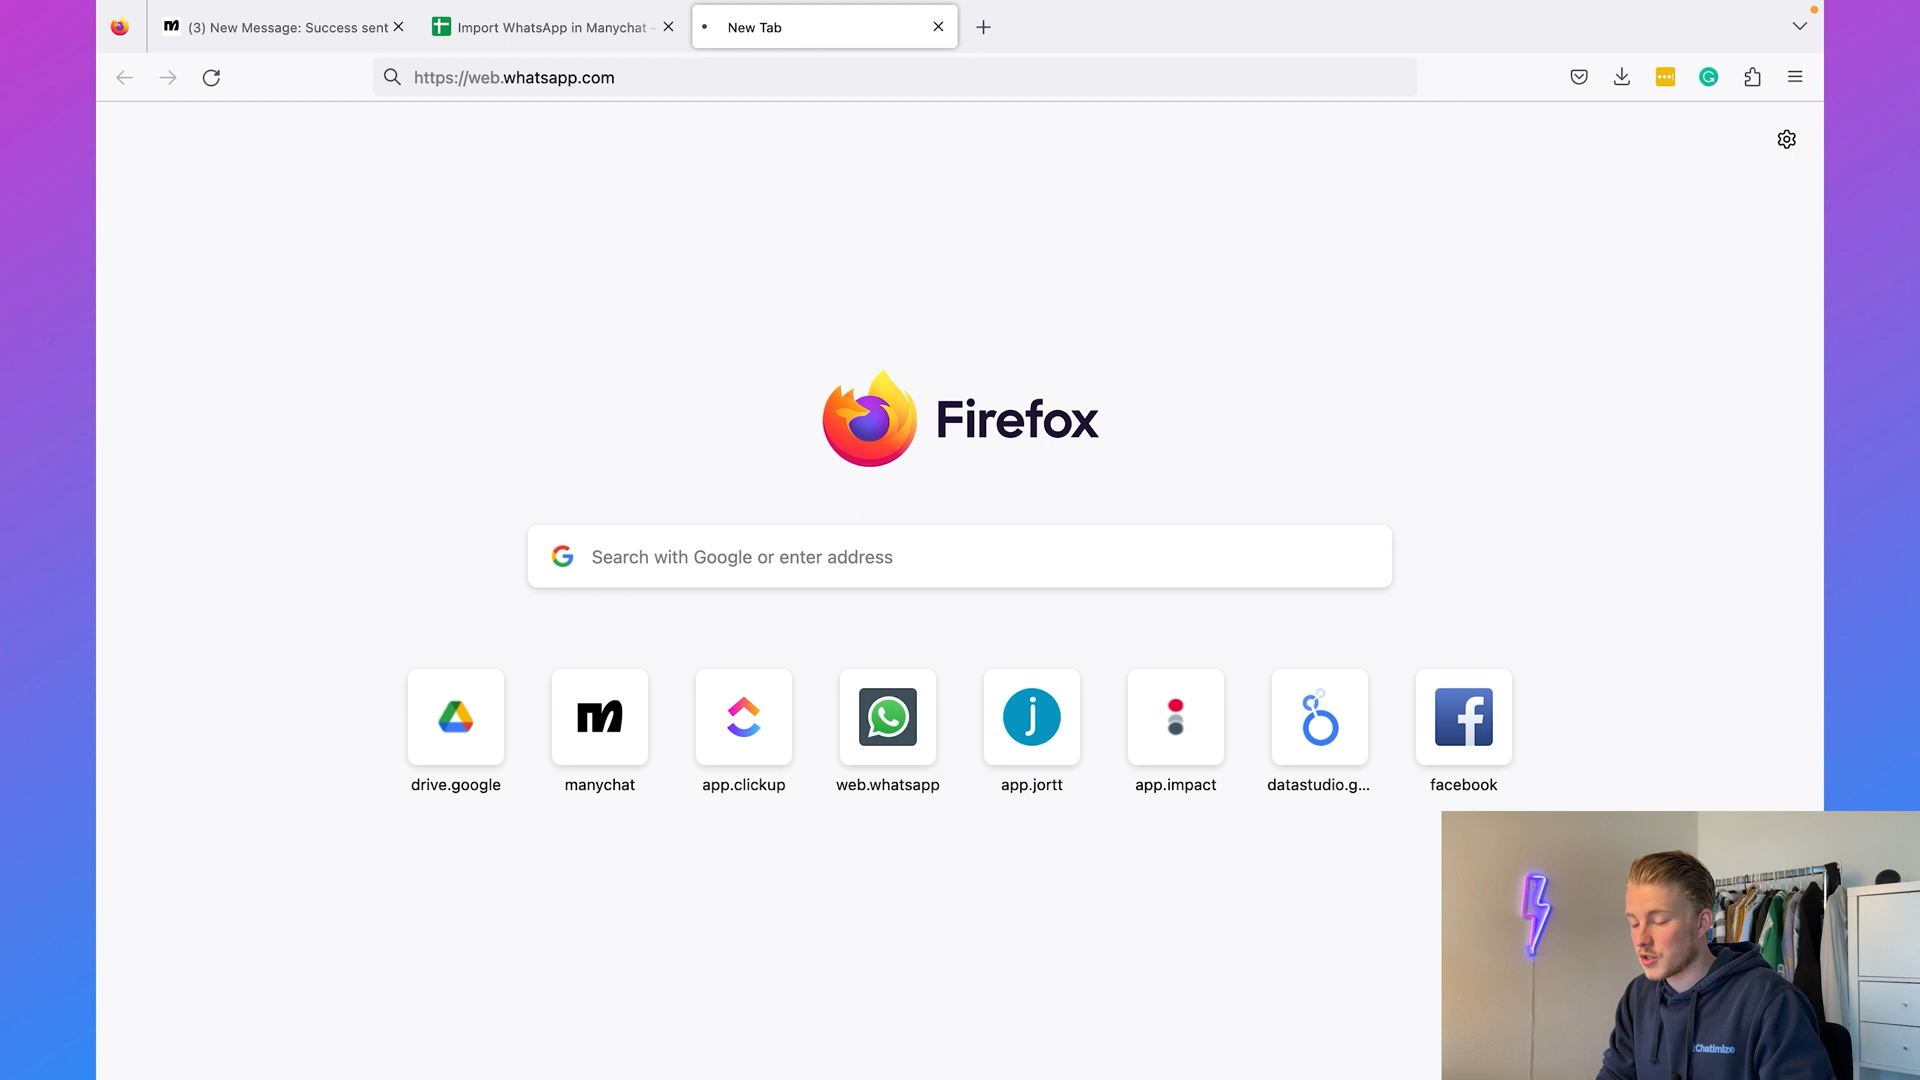 (3) New Message: Success sent
Import WhatsApp in Manychat -
New Tab
https://web.whatsapp.com
Firefox
Search with Google or enter address
drive.google
manychat
app.clickup
web.whatsapp
app.jortt
app.impact
datastudio.g...
facebook
Chatimize